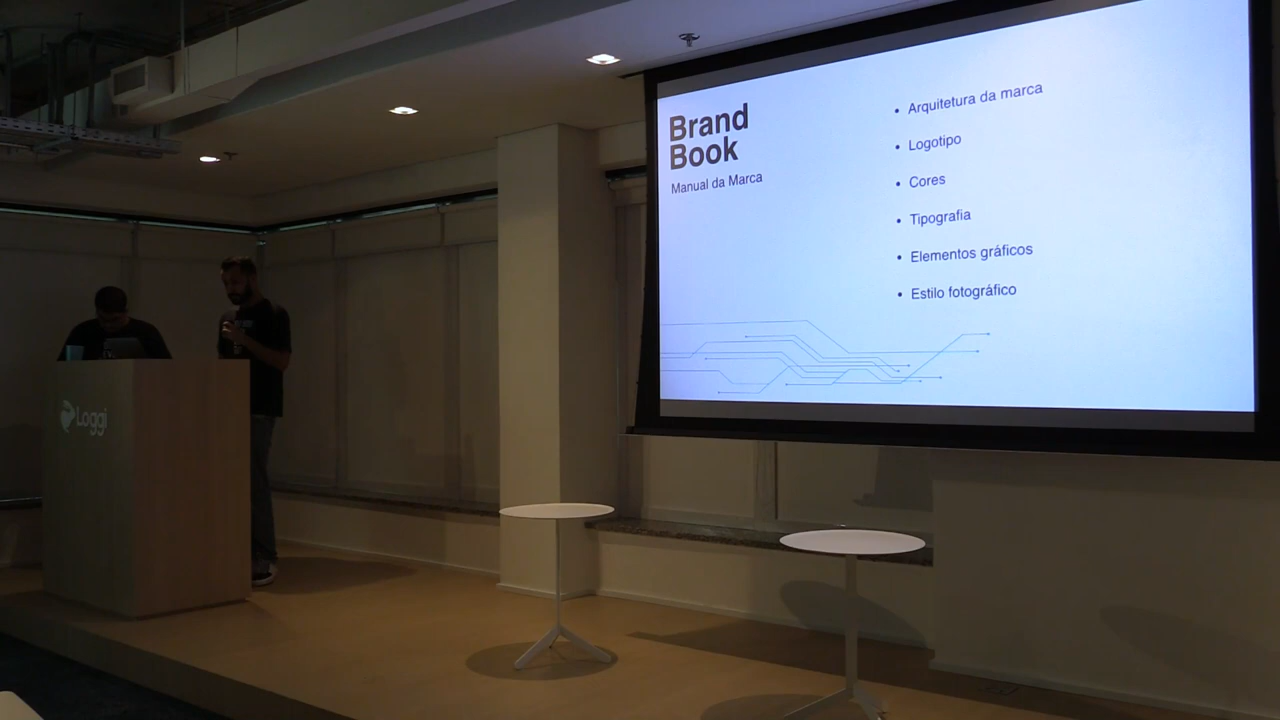 Brand
Book
Manual da Marca
• Arquitetura da marca
• Logotipo
• Cores
• Tipografia
• Elementos gráficos
• Estilo fotográfico
Loggi